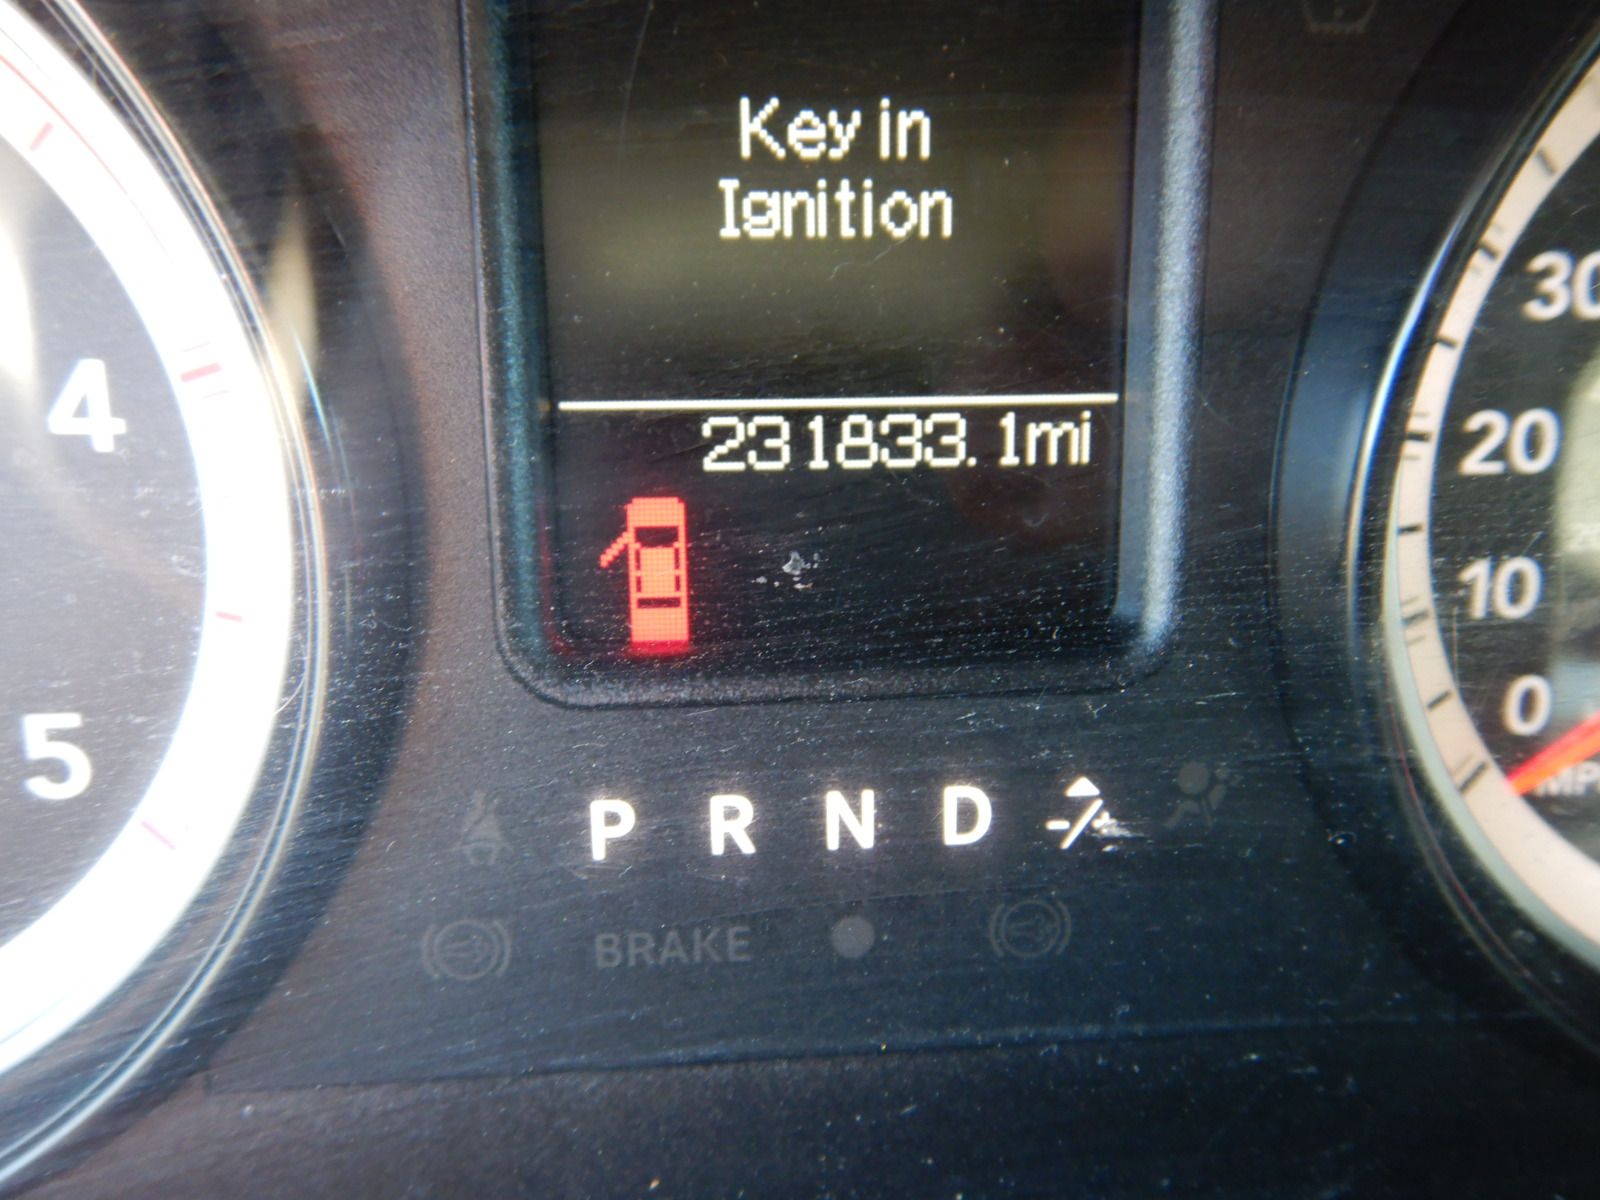 Key in
Ignition
231833.1mi
4
5
30
20
10
0
P R N D -/+
BRAKE